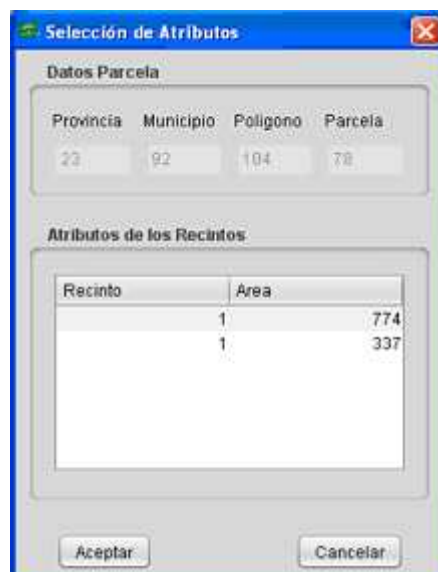 Selección de Atributos
Datos Parcela
Provincia Municipio Poligono Parcela
23 92 104 78
Atributos de los Recintos
Recinto Area
1 774
1 337
Aceptar Cancelar